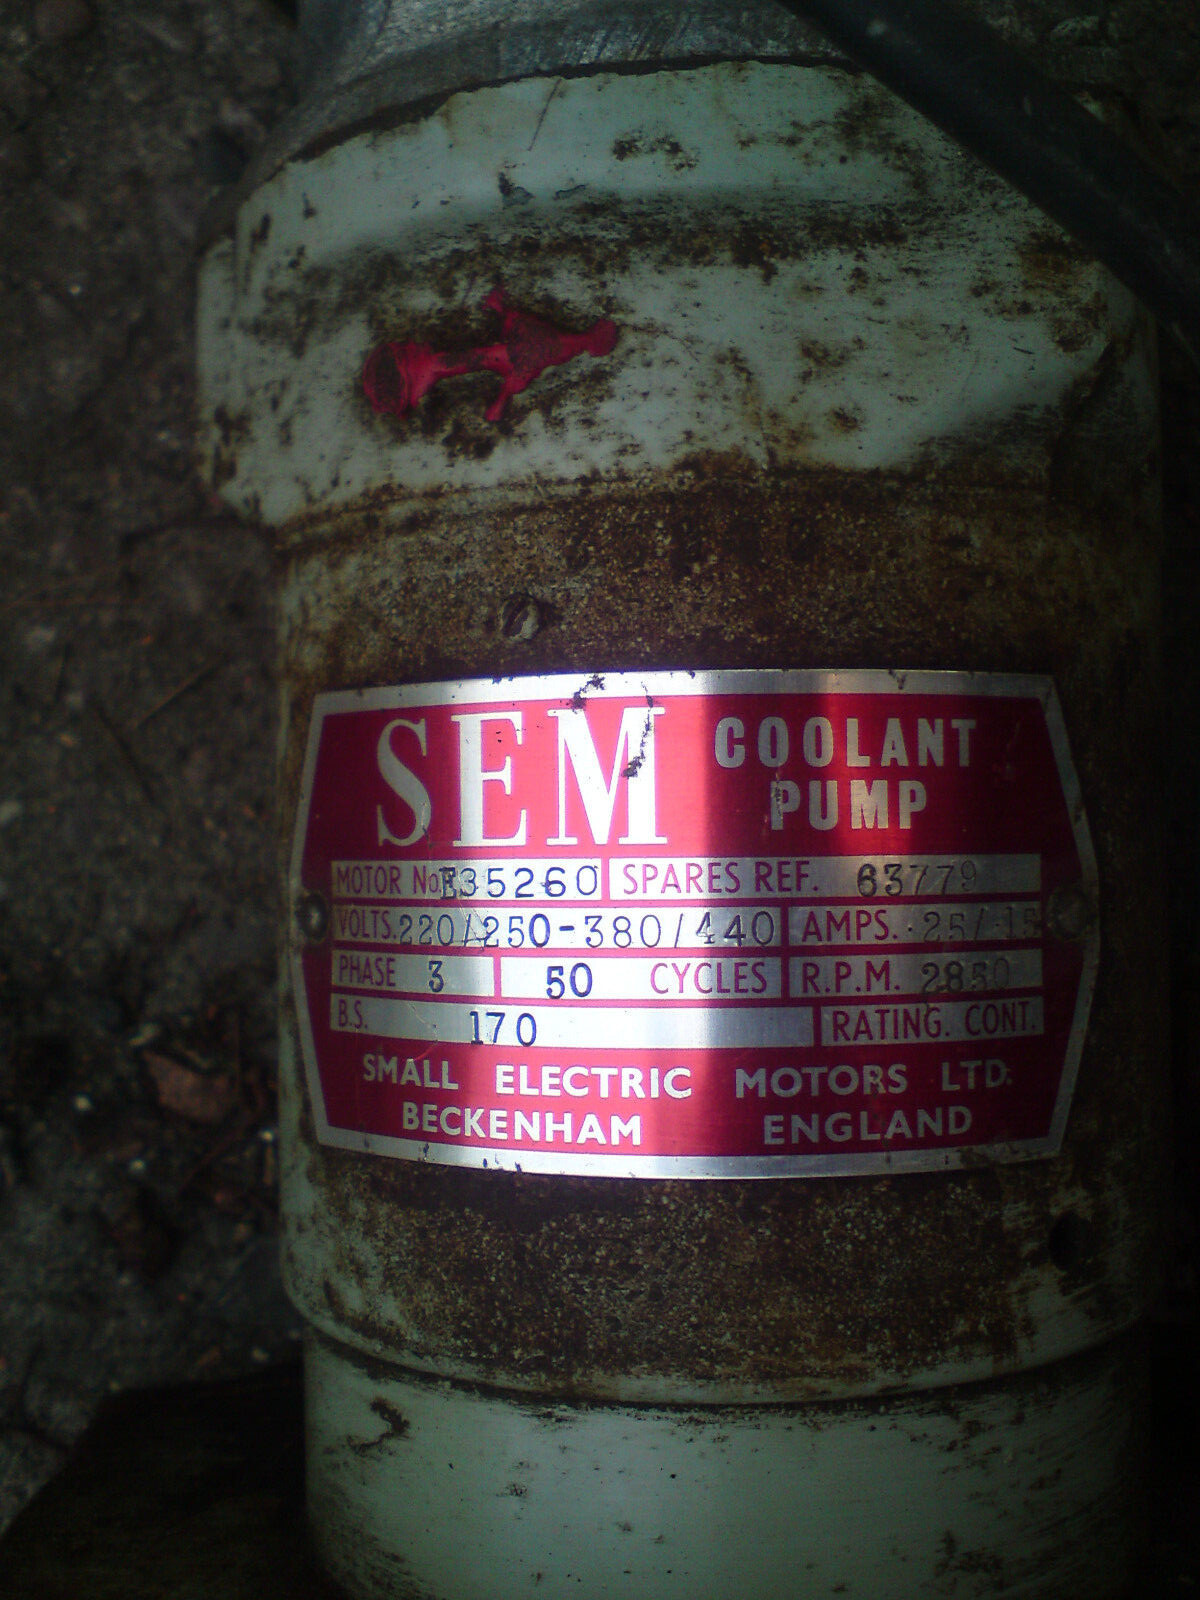 SEM COOLANT PUMP
MOTOR No. E35260 SPARES REF. 63779
VOLTS. 220/250-380/440 AMPS. ·25/·15
PHASE 3 50 CYCLES R.P.M. 2850
B.S. 170 RATING. CONT.
SMALL ELECTRIC MOTORS LTD.
BECKENHAM ENGLAND